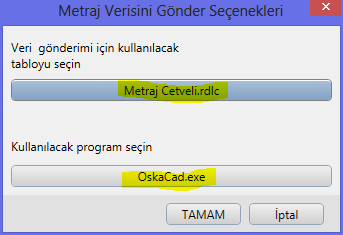 Metraj Verisini Gönder Seçenekleri
Veri gönderimi için kullanılacak
tabloyu seçin
Metraj Cetveli.rdlc
Kullanılacak program seçin
OskaCad.exe
TAMAM
İptal